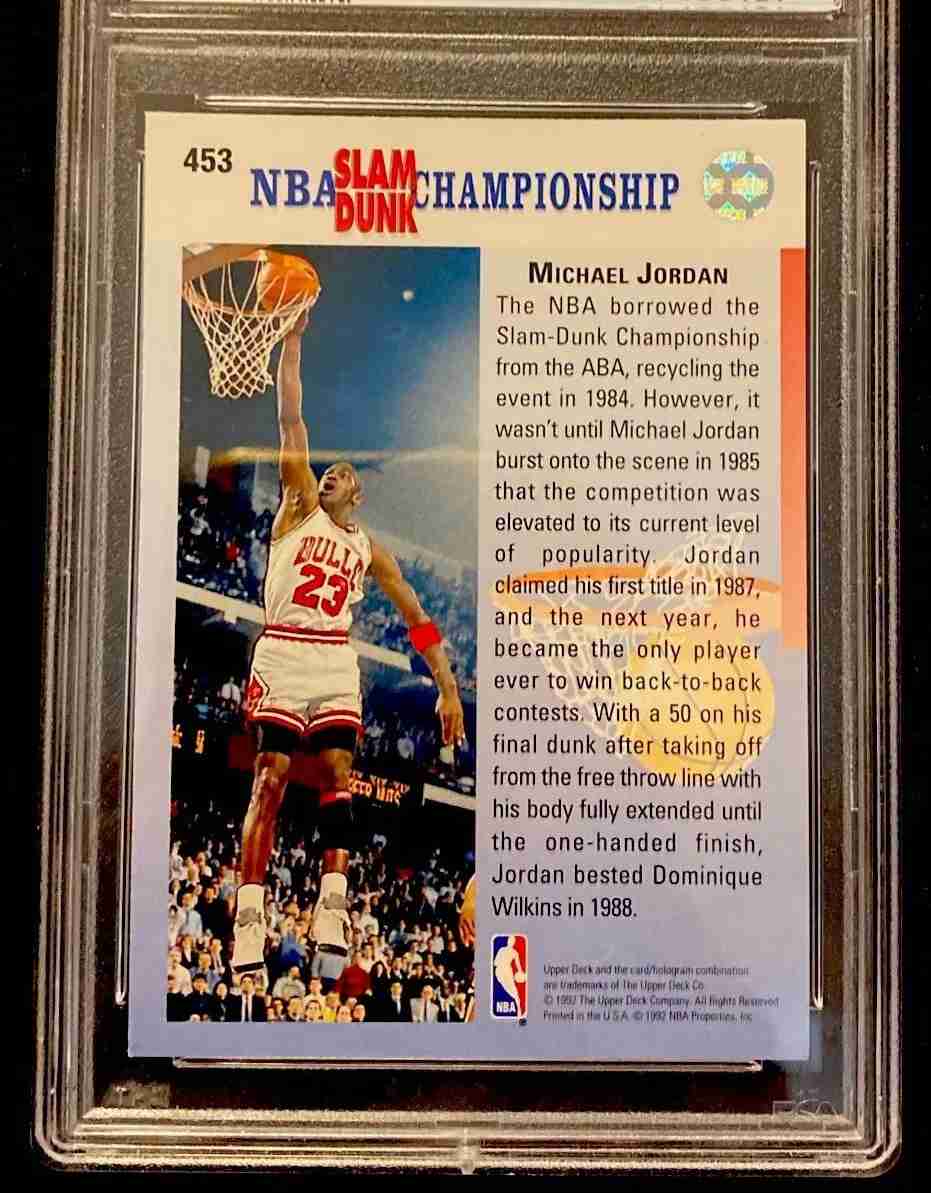 453
NBA SLAM DUNK CHAMPIONSHIP
MICHAEL JORDAN
The NBA borrowed the
Slam-Dunk Championship
from the ABA, recycling the
event in 1984. However, it
wasn't until Michael Jordan
burst onto the scene in 1985
that the competition was
elevated to its current level
of popularity. Jordan
claimed his first title in 1987,
and the next year, he
became the only player
ever to win back-to-back
contests. With a 50 on his
final dunk after taking off
from the free throw line with
his body fully extended until
the one-handed finish,
Jordan bested Dominique
Wilkins in 1988.
BULLS
23
NBA
Upper Deck and the card/hologram combination
are trademarks of The Upper Deck Co.
© 1992 The Upper Deck Company. All Rights Reserved
Printed in the U.S.A. © 1992 NBA Properties, Inc
PSA